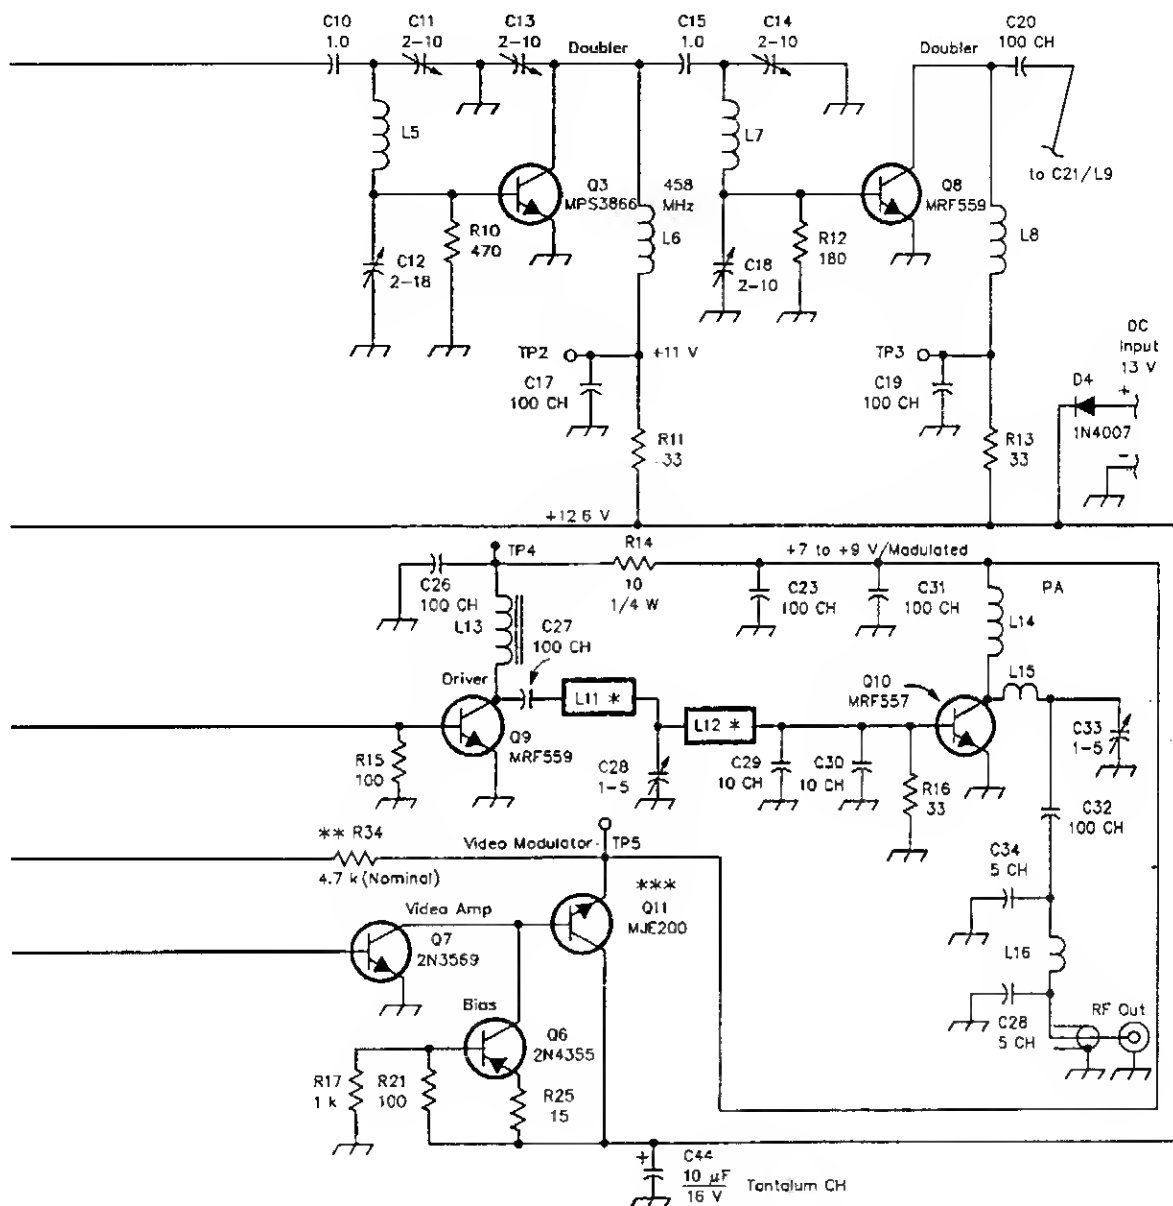 C10
1.0
C11
2-10
C13
2-10
Doubler
C15
1.0
C14
2-10
Doubler
C20
100 CH
L5
L7
to C21/L9
Q3
MPS3866
458
MHz
L6
Q8
MRF559
L8
R10
470
R12
180
C12
2-18
C18
2-10
TP2
+11 V
TP3
DC
Input
13 V
C17
100 CH
C19
100 CH
D4
+
1N4007
-
R11
33
R13
33
+12.6 V
TP4
R14
10
1/4 W
+7 to +9 V/Modulated
C26
100 CH
C23
100 CH
C31
100 CH
PA
L13
C27
100 CH
L14
Driver
L11 *
L12 *
Q10
MRF557
L15
Q9
MRF559
R15
100
C28
1-5
C29
10 CH
C30
10 CH
R16
33
C33
1-5
C32
100 CH
** R34
4.7 k (Nominal)
Video Modulator
TP5
C34
5 CH
***
Q11
MJE200
Video Amp
Q7
2N3569
L16
Bias
Q6
2N4355
C28
5 CH
RF Out
R17
1 k
R21
100
R25
15
+
C44
10 µF
16 V
Tantalum CH